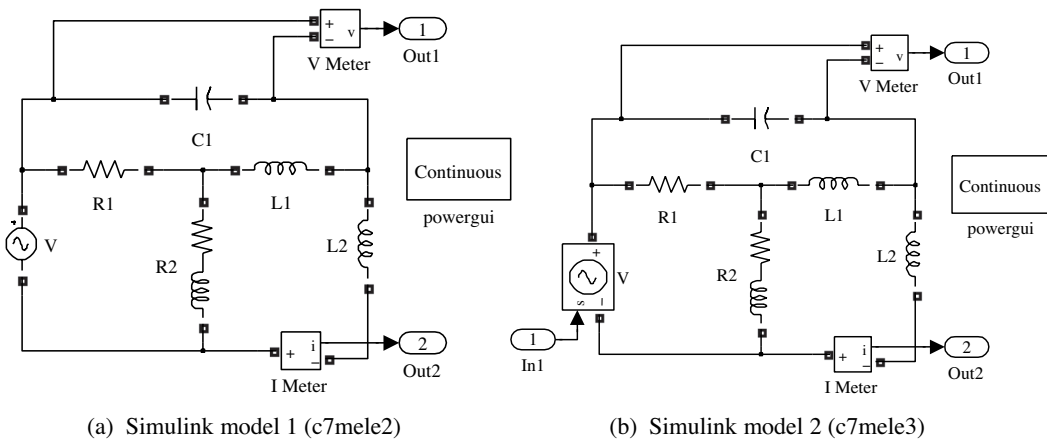 +
−
v
V Meter
1
Out1
C1
R1
L1
Continuous
powergui
+
V
R2
L2
+
i
−
I Meter
2
Out2
(a) Simulink model 1 (c7mele2)
+
−
v
V Meter
1
Out1
C1
R1
L1
Continuous
powergui
+
s
−
V
R2
L2
1
In1
+
i
−
I Meter
2
Out2
(b) Simulink model 2 (c7mele3)